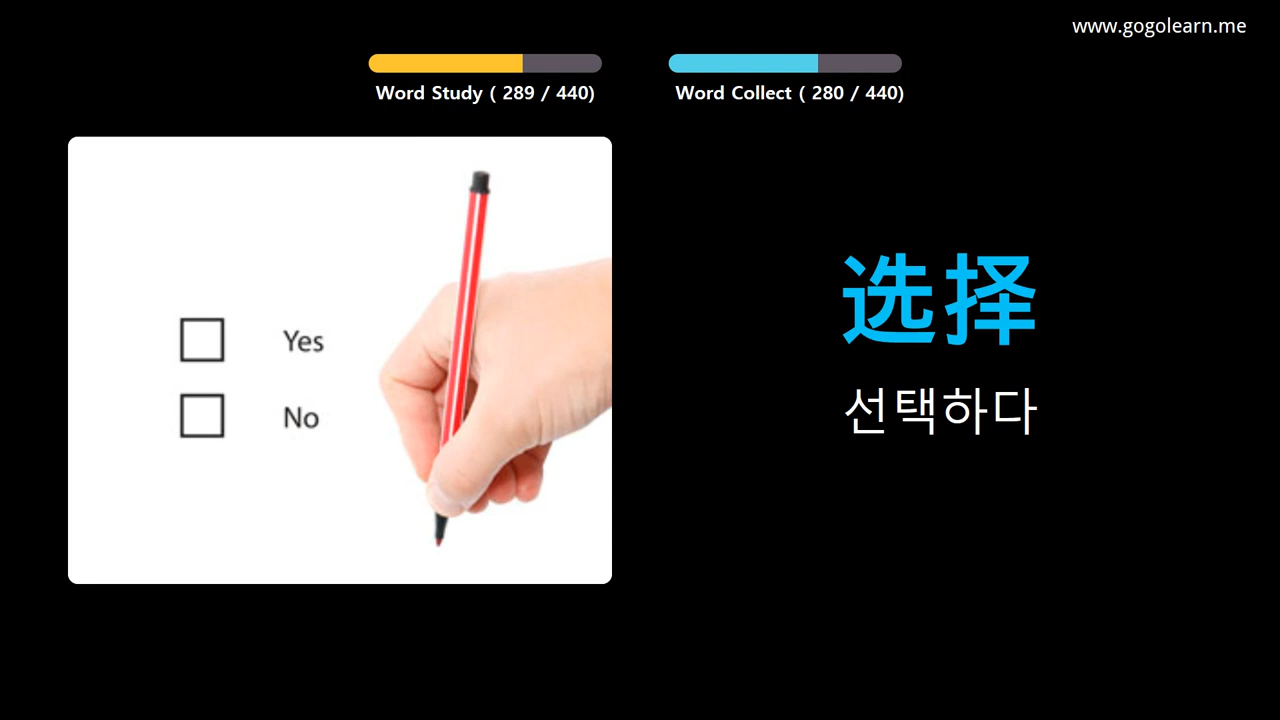 www.gogolearn.me
Word Study ( 289 / 440)
Word Collect ( 280 / 440)
Yes
No
选择
선택하다